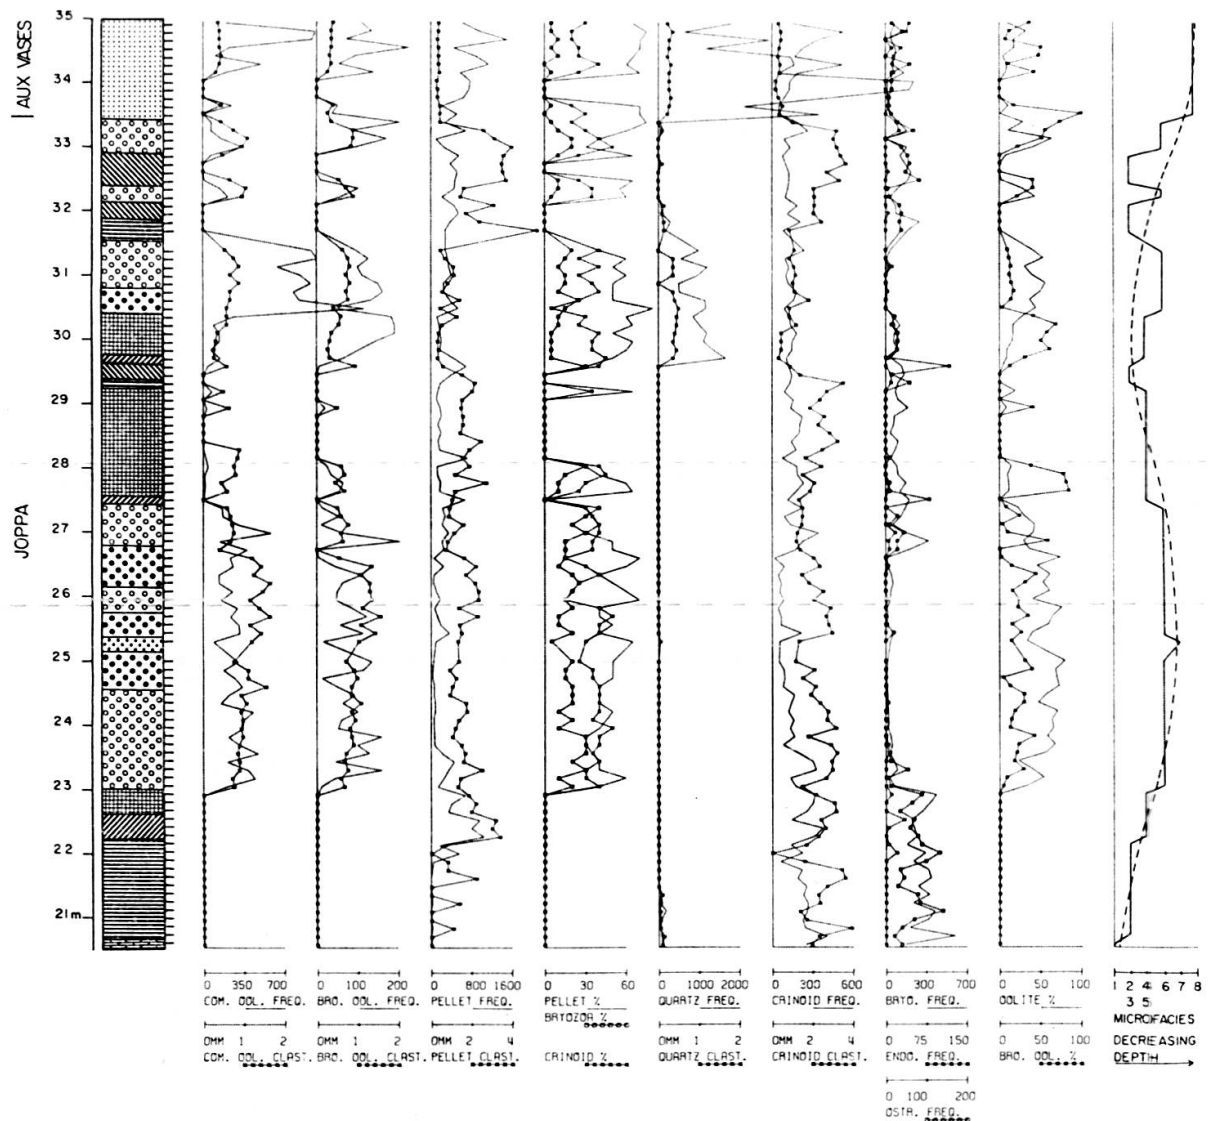 AUX VASES
JOPPA
35
34
33
32
31
30
29
28
27
26
25
24
23
22
21m
0 350 700
COM. OOL. FREQ.
0MM 1 2
COM. OOL. CLAST.
0 100 200
BRO. OOL. FREQ.
0MM 1 2
BRO. OOL. CLAST.
0 800 1600
PELLET FREQ.
0MM 2 4
PELLET CLAST.
0 30 60
PELLET %
BRYOZOA %
CRINOID %
0 1000 2000
QUARTZ FREQ.
0MM 1 2
QUARTZ CLAST.
0 300 600
CRINOID FREQ.
0MM 2 4
CRINOID CLAST.
0 300 700
BRYO. FREQ.
0 75 150
ENDO. FREQ.
0 100 200
OSTR. FREQ.
0 50 100
OOLITE %
0 50 100
BRO. OOL. %
1 2 4 6 7 8
3 5
MICROFACIES
DECREASING
DEPTH